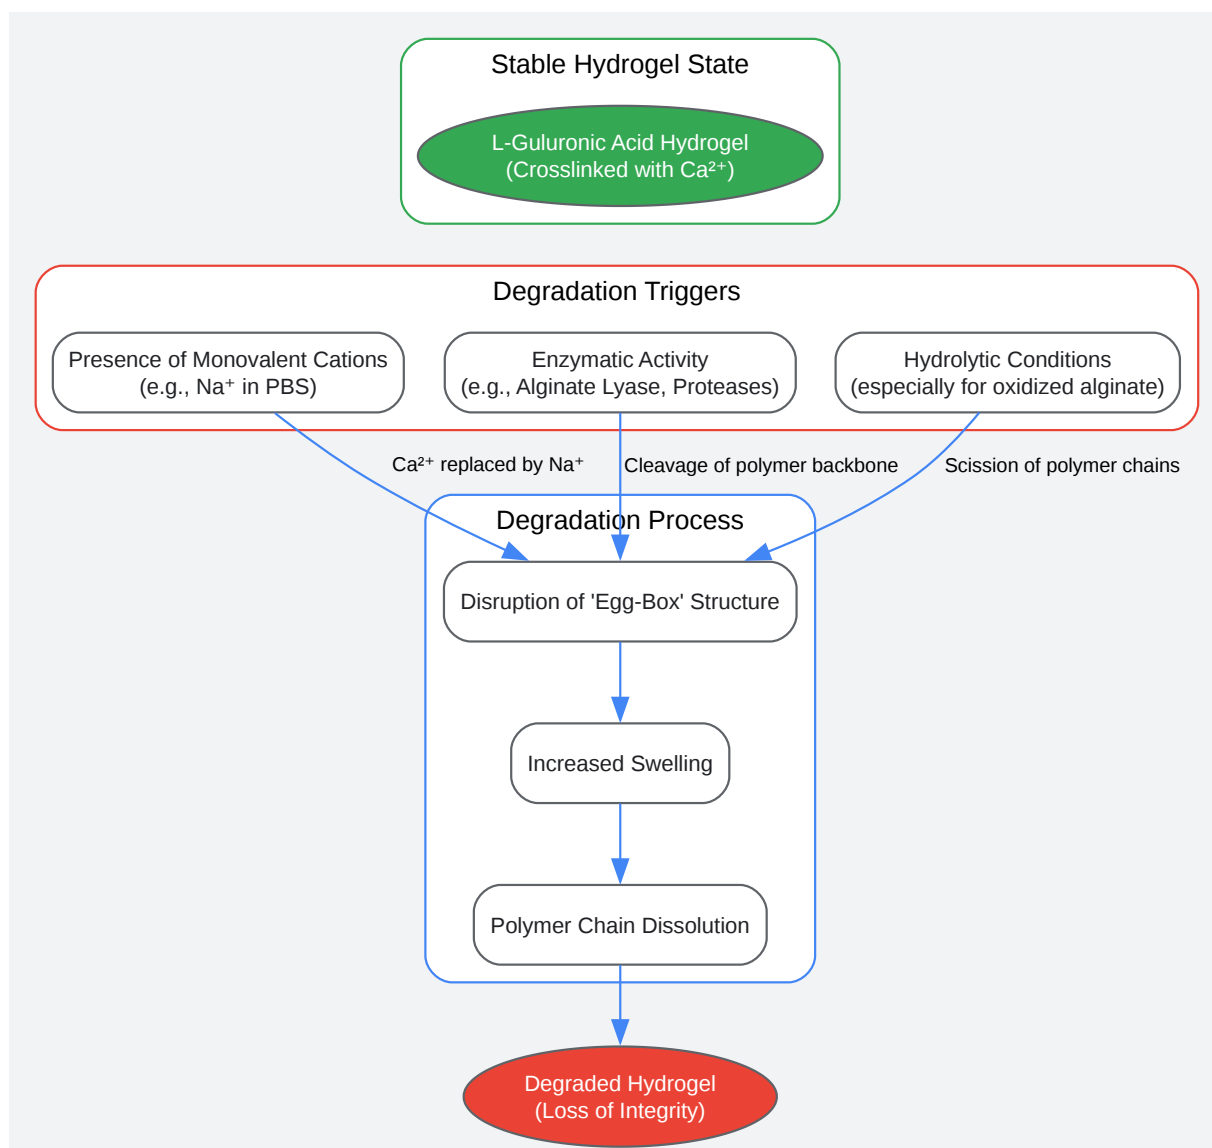 Stable Hydrogel State
L-Guluronic Acid Hydrogel
(Crosslinked with Ca²⁺)
Degradation Triggers
Presence of Monovalent Cations
(e.g., Na⁺ in PBS)
Enzymatic Activity
(e.g., Alginate Lyase, Proteases)
Hydrolytic Conditions
(especially for oxidized alginate)
Ca²⁺ replaced by Na⁺
Cleavage of polymer backbone
Scission of polymer chains
Degradation Process
Disruption of 'Egg-Box' Structure
Increased Swelling
Polymer Chain Dissolution
Degraded Hydrogel
(Loss of Integrity)